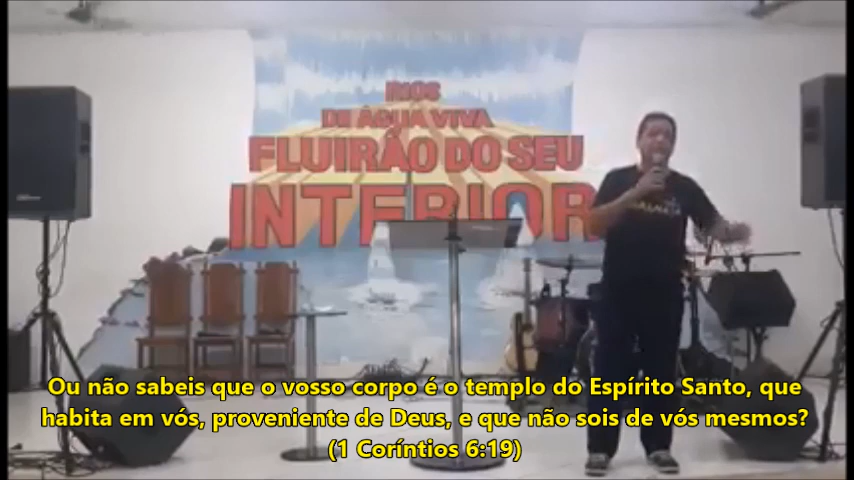 RIOS
DE ÁGUA VIVA
FLUIRÃO DO SEU
INTERIOR
Ou não sabeis que o vosso corpo é o templo do Espírito Santo, que
habita em vós, proveniente de Deus, e que não sois de vós mesmos?
(1 Coríntios 6:19)